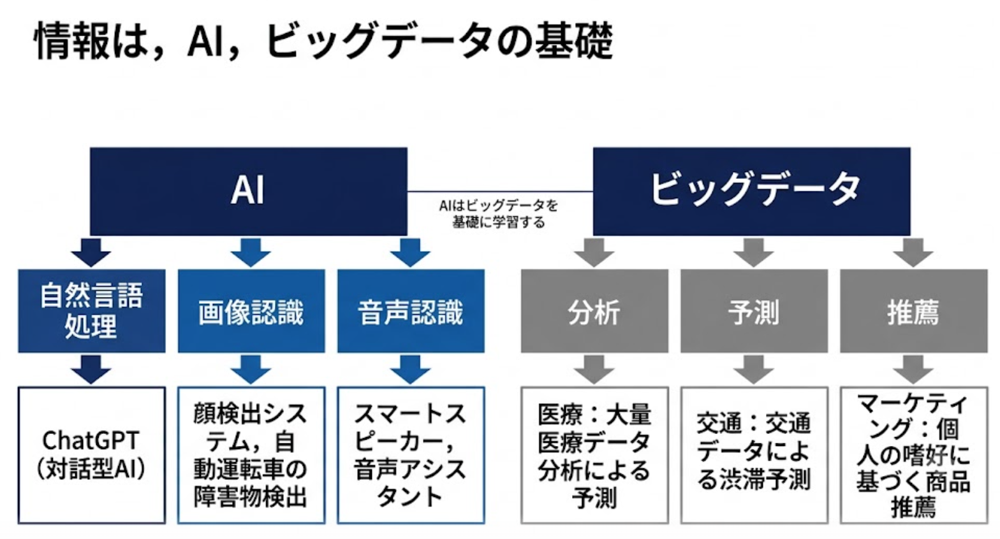 情報は，AI，ビッグデータの基礎
AI
ビッグデータ
AIはビッグデータを
基礎に学習する
自然言語
処理
画像認識
音声認識
分析
予測
推薦
ChatGPT
（対話型AI）
顔検出シス
テム，自
動運転車の
障害物検出
スマートス
ピーカー，
音声アシス
タント
医療：大量
医療データ
分析による
予測
交通：交通
データによ
る渋滞予測
マーケティ
ング：個
人の嗜好に
基づく商品
推薦